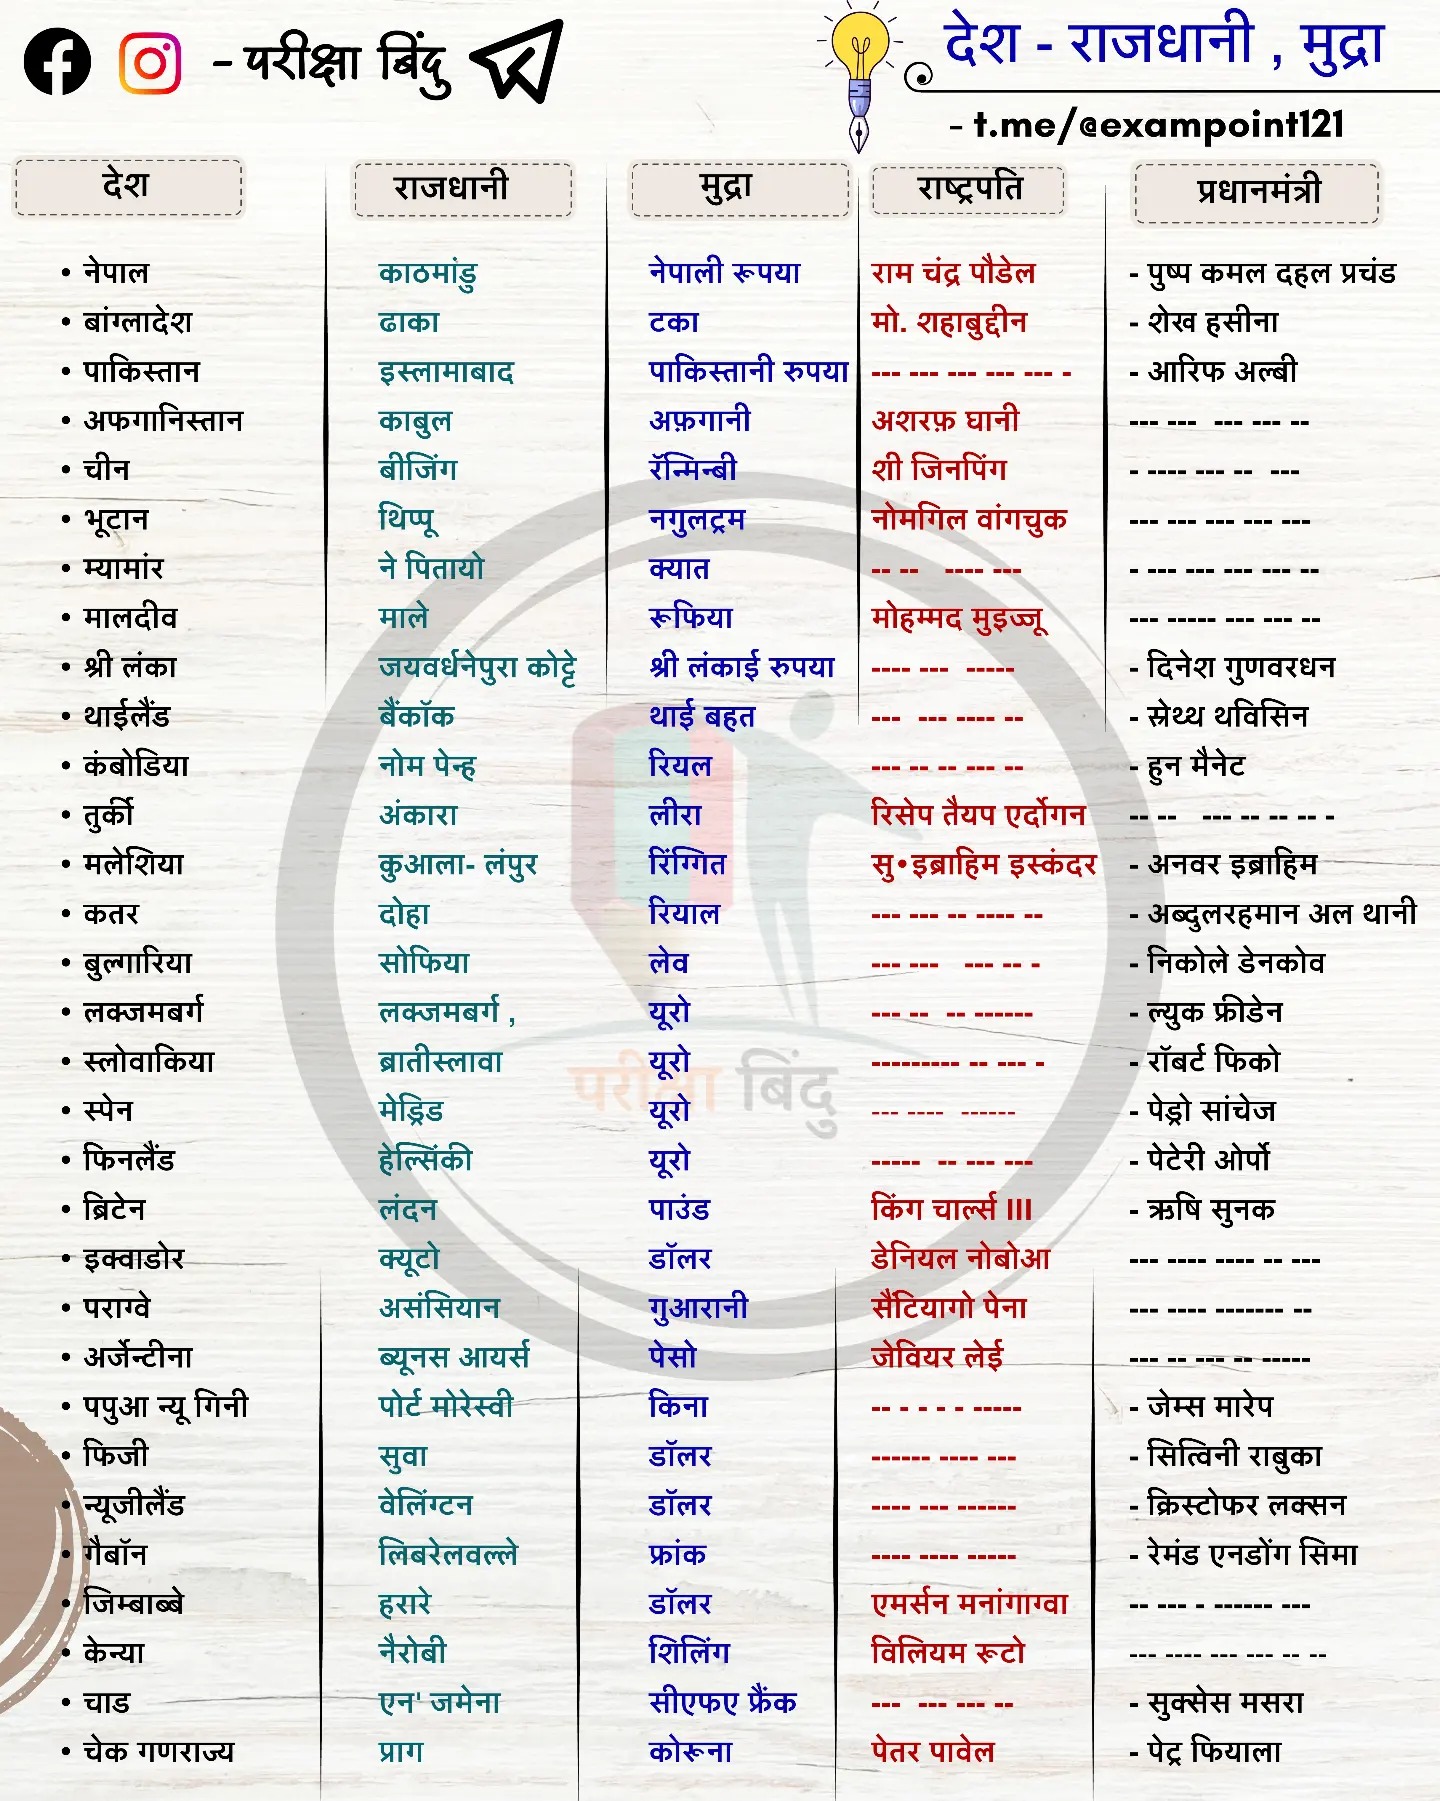 - परीक्षा बिंदु
देश - राजधानी , मुद्रा
- t.me/@exampoint121
देश राजधानी मुद्रा राष्ट्रपति प्रधानमंत्री
• नेपाल काठमांडु नेपाली रूपया राम चंद्र पौडेल - पुष्प कमल दहल प्रचंड
• बांग्लादेश ढाका टका मो. शहाबुद्दीन - शेख हसीना
• पाकिस्तान इस्लामाबाद पाकिस्तानी रुपया --- --- --- --- --- - - आरिफ अल्बी
• अफगानिस्तान काबुल अफ़गानी अशरफ़ घानी --- --- --- --- --
• चीन बीजिंग रॅन्मिन्बी शी जिनपिंग - ---- --- -- ---
• भूटान थिप्पू नगुलट्रम नोमगिल वांगचुक --- --- --- --- ---
• म्यामांर ने पितायो क्यात -- -- ---- --- - --- --- --- --- --
• मालदीव माले रूफिया मोहम्मद मुइज्जू --- ----- --- --- --
• श्री लंका जयवर्धनेपुरा कोट्टे श्री लंकाई रुपया ---- --- ----- - दिनेश गुणवरधन
• थाईलैंड बैंकॉक थाई बहत --- --- ---- -- - स्रेथ्थ थविसिन
• कंबोडिया नोम पेन्ह रियल --- -- -- --- -- - हुन मैनेट
• तुर्की अंकारा लीरा रिसेप तैयप एर्दोगन -- -- --- -- -- -- -
• मलेशिया कुआला- लंपुर रिंग्गित सु•इब्राहिम इस्कंदर - अनवर इब्राहिम
• कतर दोहा रियाल --- --- -- ---- -- - अब्दुलरहमान अल थानी
• बुल्गारिया सोफिया लेव --- --- --- -- - - निकोले डेनकोव
• लक्जमबर्ग लक्जमबर्ग , यूरो --- -- -- ------ - ल्युक फ्रीडेन
• स्लोवाकिया ब्रातीस्लावा यूरो --------- -- --- - - रॉबर्ट फिको
परीक्षा बिंदु
• स्पेन मेड्रिड यूरो --- ---- ------ - पेड्रो सांचेज
• फिनलैंड हेल्सिंकी यूरो ----- -- --- --- - पेटेरी ओर्पो
• ब्रिटेन लंदन पाउंड किंग चार्ल्स III - ऋषि सुनक
• इक्वाडोर क्यूटो डॉलर डेनियल नोबोआ --- ---- ---- -- ---
• पराग्वे असंसियान गुआरानी सैंटियागो पेना --- ---- ------- --
• अर्जेन्टीना ब्यूनस आयर्स पेसो जेवियर लेई --- -- --- -- -----
• पपुआ न्यू गिनी पोर्ट मोरेस्वी किना -- - - - - ----- - जेम्स मारेप
• फिजी सुवा डॉलर ------ ---- --- - सित्विनी राबुका
• न्यूजीलैंड वेलिंग्टन डॉलर ---- --- ------ - क्रिस्टोफर लक्सन
• गैबॉन लिबरेलवल्ले फ्रांक ---- ---- ----- - रेमंड एनडोंग सिमा
• जिम्बाब्बे हरारे डॉलर एमर्सन मनांगाग्वा -- --- - ------ ---
• केन्या नैरोबी शिलिंग विलियम रूटो --- ---- --- --- -- --
• चाड एन' जमेना सीएफए फ्रैंक --- --- --- -- - सुक्सेस मसरा
• चेक गणराज्य प्राग कोरूना पेतर पावेल - पेट्र फियाला